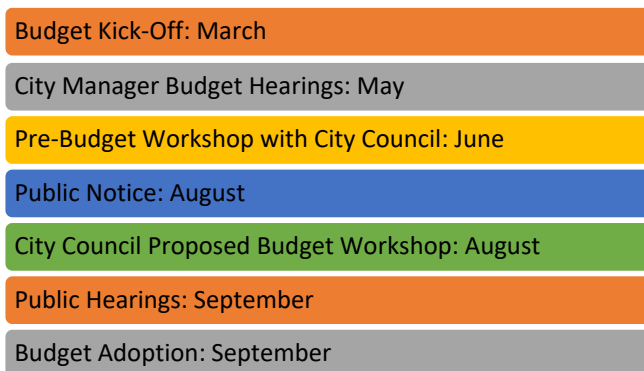 Budget Kick-Off: March
City Manager Budget Hearings: May
Pre-Budget Workshop with City Council: June
Public Notice: August
City Council Proposed Budget Workshop: August
Public Hearings: September
Budget Adoption: September